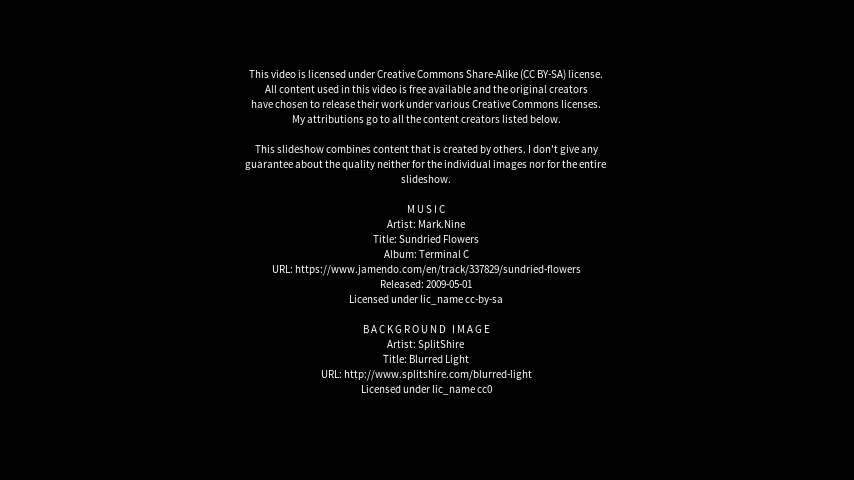 This video is licensed under Creative Commons Share-Alike (CC BY-SA) license.
All content used in this video is free available and the original creators
have chosen to release their work under various Creative Commons licenses.
My attributions go to all the content creators listed below.
This slideshow combines content that is created by others. I don't give any
guarantee about the quality neither for the individual images nor for the entire
slideshow.
MUSIC
Artist: Mark.Nine
Title: Sundried Flowers
Album: Terminal C
URL: https://www.jamendo.com/en/track/337829/sundried-flowers
Released: 2009-05-01
Licensed under lic_name cc-by-sa
BACKGROUND IMAGE
Artist: SplitShire
Title: Blurred Light
URL: http://www.splitshire.com/blurred-light
Licensed under lic_name cc0